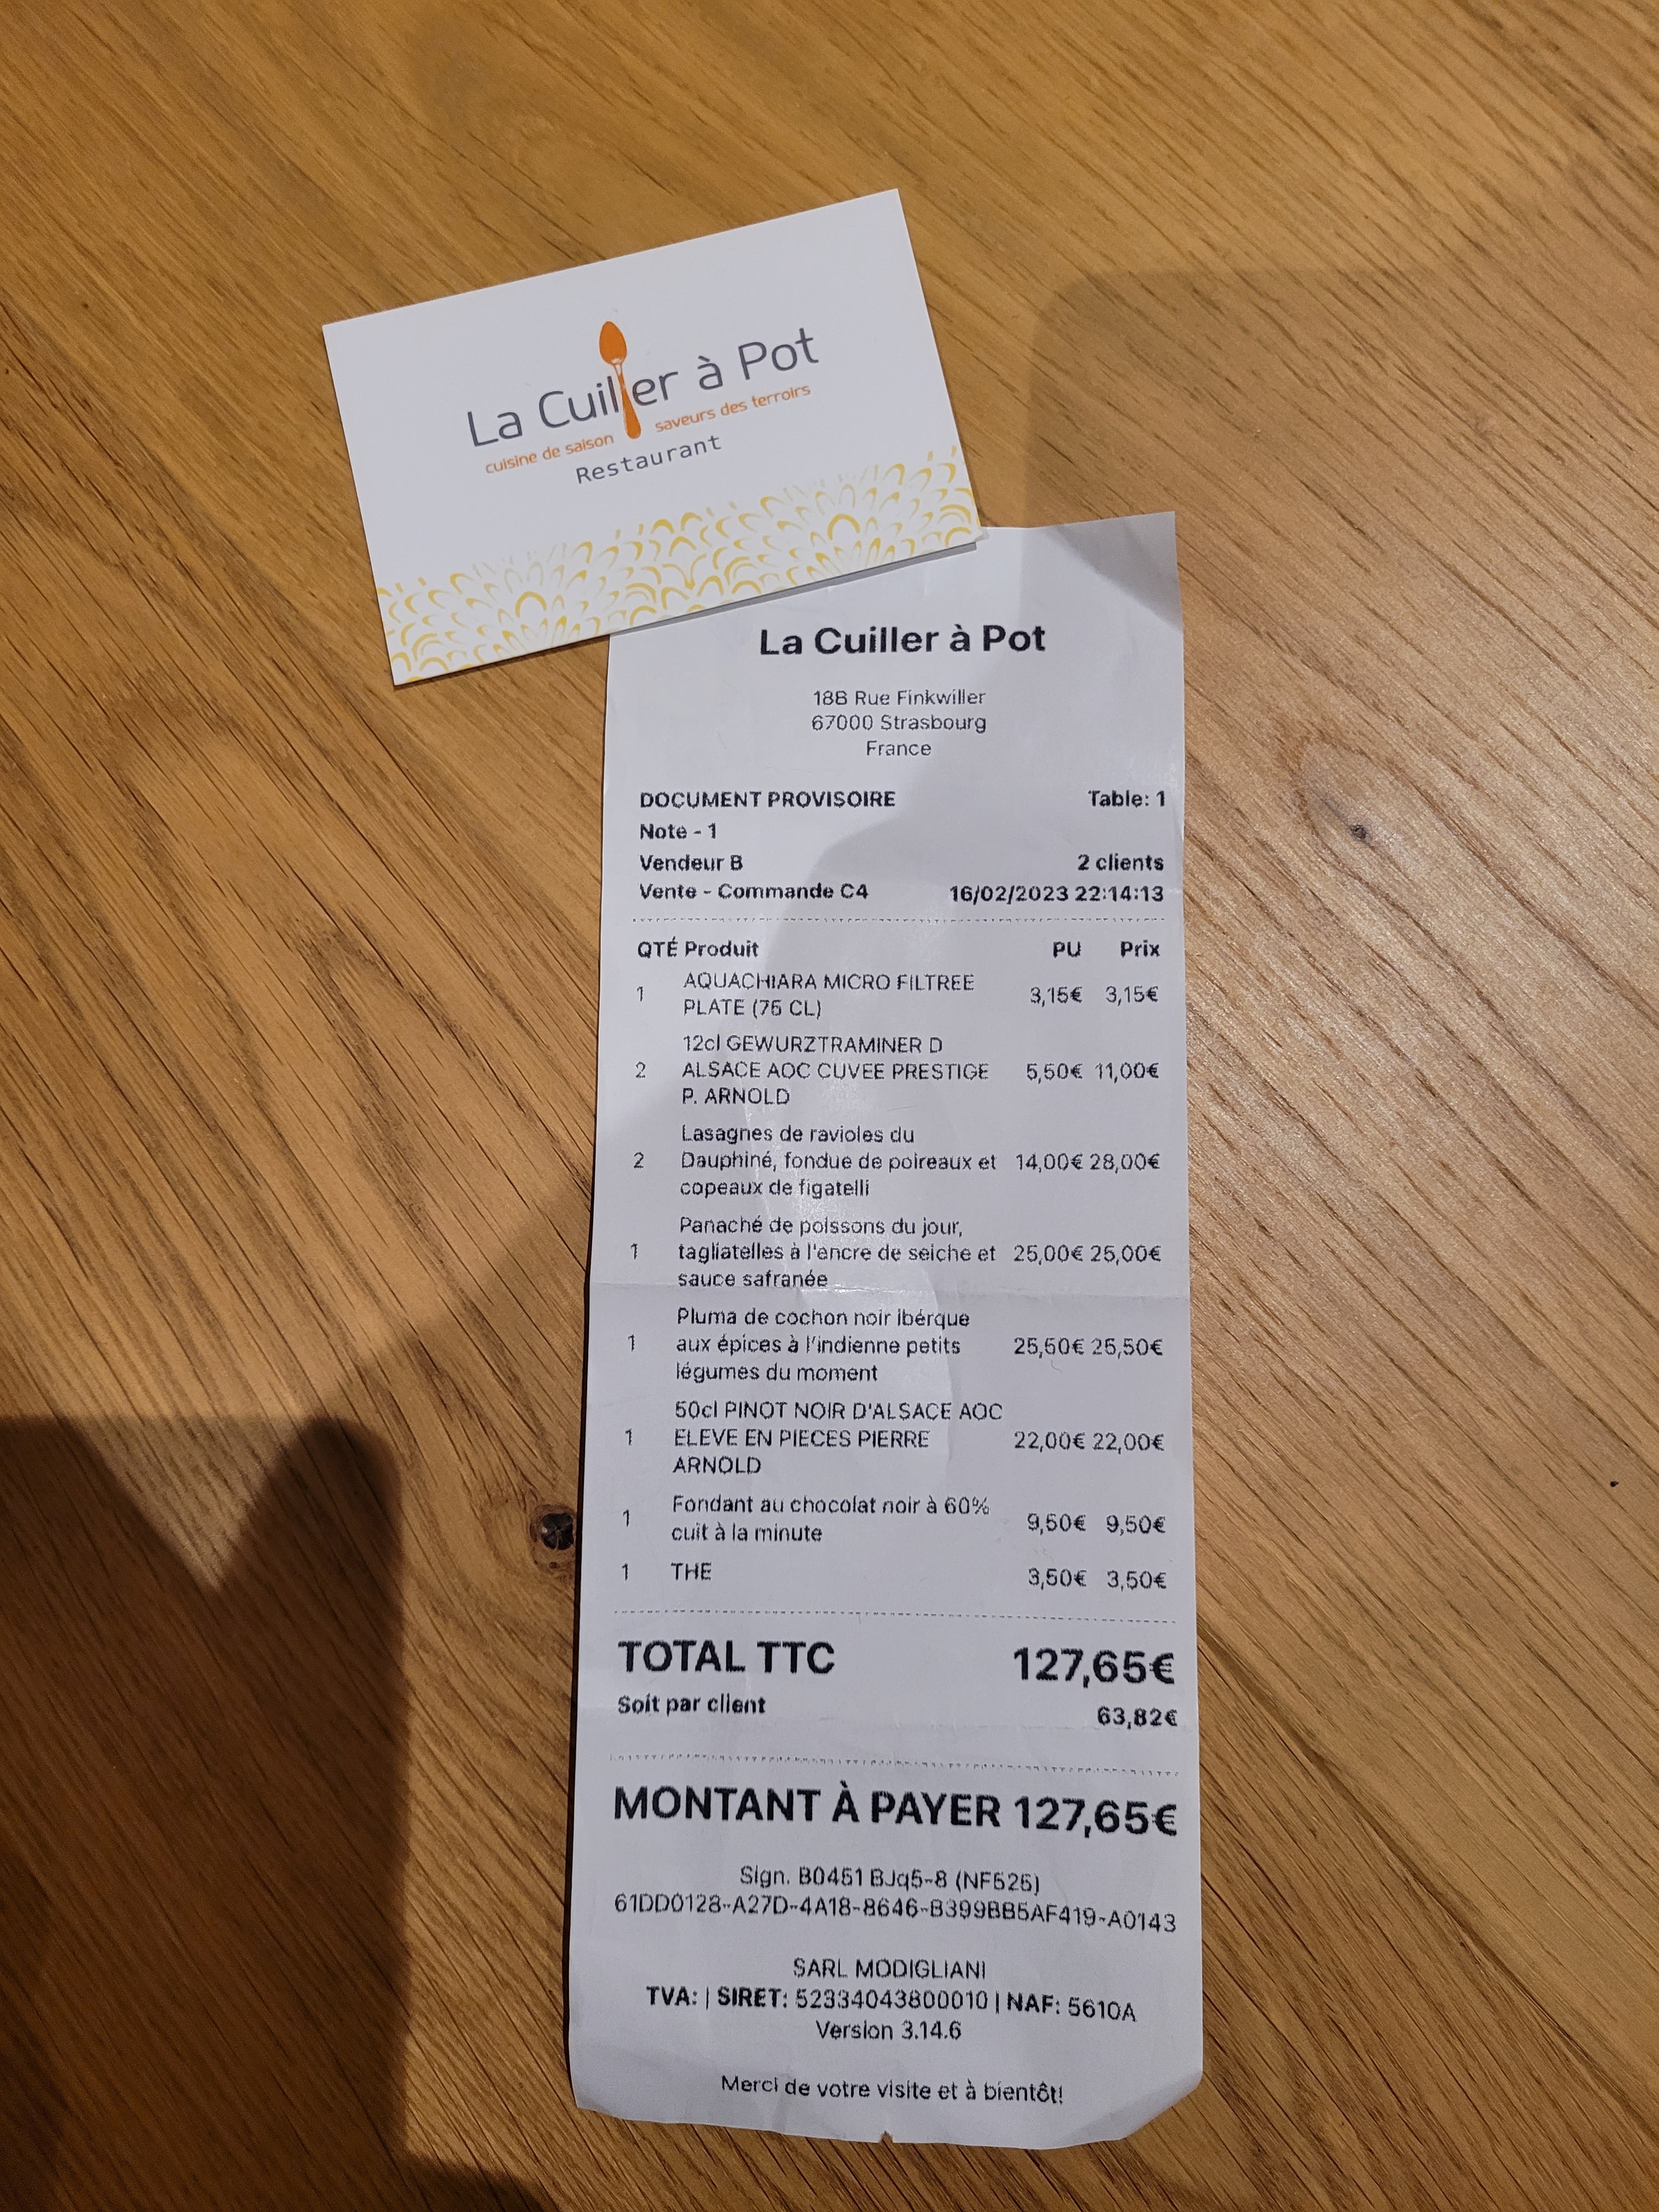 La Cuiller à Pot
cuisine de saison saveurs des terroirs
Restaurant
La Cuiller à Pot
18B Rue Finkwiller
67000 Strasbourg
France
DOCUMENT PROVISOIRE Table: 1
Note - 1
Vendeur B 2 clients
Vente - Commande C4 16/02/2023 22:14:13
QTÉ Produit PU Prix
1 AQUACHIARA MICRO FILTREE
PLATE (75 CL) 3,15€ 3,15€
12cl GEWURZTRAMINER D
2 ALSACE AOC CUVEE PRESTIGE 5,50€ 11,00€
P. ARNOLD
Lasagnes de ravioles du
2 Dauphiné, fondue de poireaux et 14,00€ 28,00€
copeaux de figatelli
Panaché de poissons du jour,
1 tagliatelles à l'encre de seiche et 25,00€ 25,00€
sauce safranée
Pluma de cochon noir ibérque
1 aux épices à l'indienne petits 25,50€ 25,50€
légumes du moment
50cl PINOT NOIR D'ALSACE AOC
1 ELEVE EN PIECES PIERRE 22,00€ 22,00€
ARNOLD
1 Fondant au chocolat noir à 60%
cuit à la minute 9,50€ 9,50€
1 THE 3,50€ 3,50€
TOTAL TTC 127,65€
Soit par client 63,82€
MONTANT À PAYER 127,65€
Sign. B0451 BJq5-8 (NF525)
61DD0128-A27D-4A18-8646-B399BB5AF419-A0143
SARL MODIGLIANI
TVA: | SIRET: 52334043800010 | NAF: 5610A
Version 3.14.6
Merci de votre visite et à bientôt!